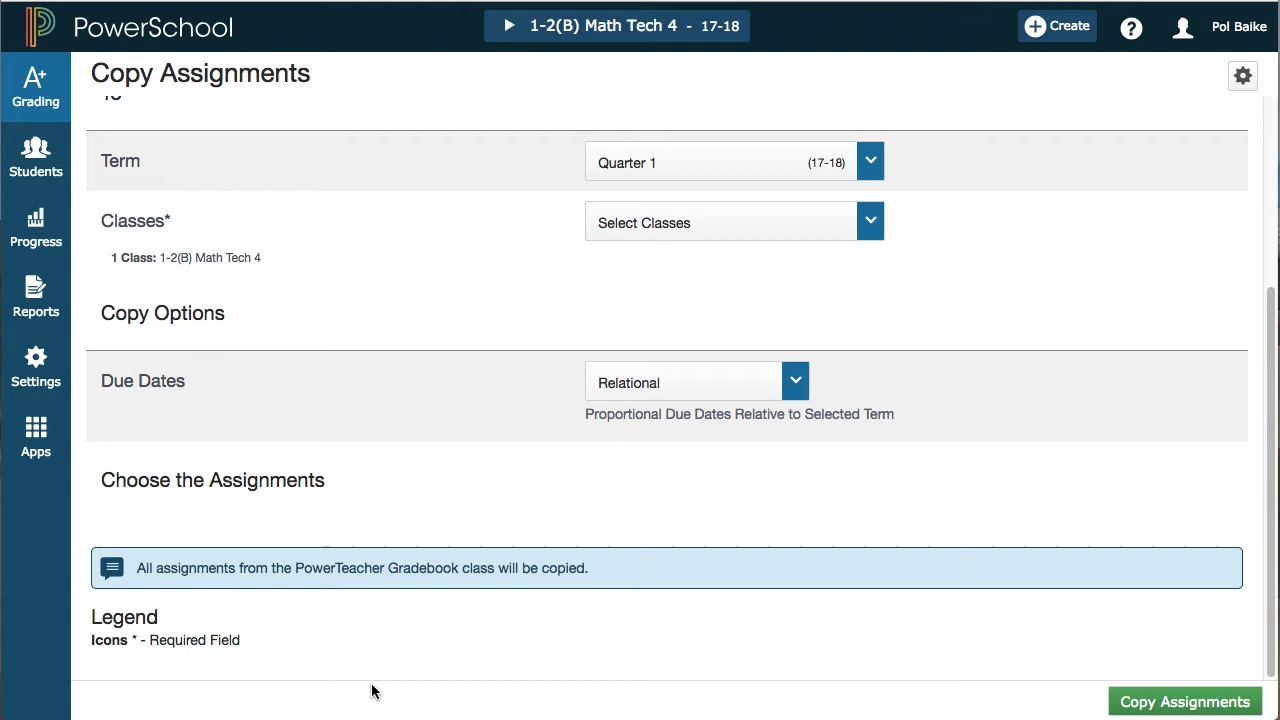 PowerSchool
1-2(B) Math Tech 4 - 17-18
Create
?
Pol Baike
A+
Grading
Students
Progress
Reports
Settings
Apps
Copy Assignments
Term
Quarter 1 (17-18)
Classes*
Select Classes
1 Class: 1-2(B) Math Tech 4
Copy Options
Due Dates
Relational
Proportional Due Dates Relative to Selected Term
Choose the Assignments
All assignments from the PowerTeacher Gradebook class will be copied.
Legend
Icons * - Required Field
Copy Assignments